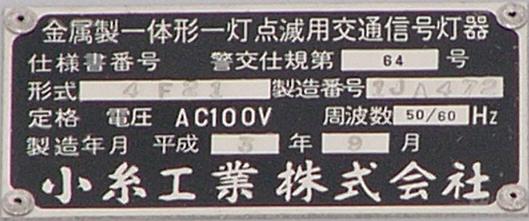 金属製一体形一灯点滅用交通信号灯器
仕様書番号 警交仕規第 64 号
形式 4F21 製造番号 1JA472
定格 電圧 AC100V 周波数 50/60 Hz
製造年月 平成 3 年 9 月
小糸工業株式会社